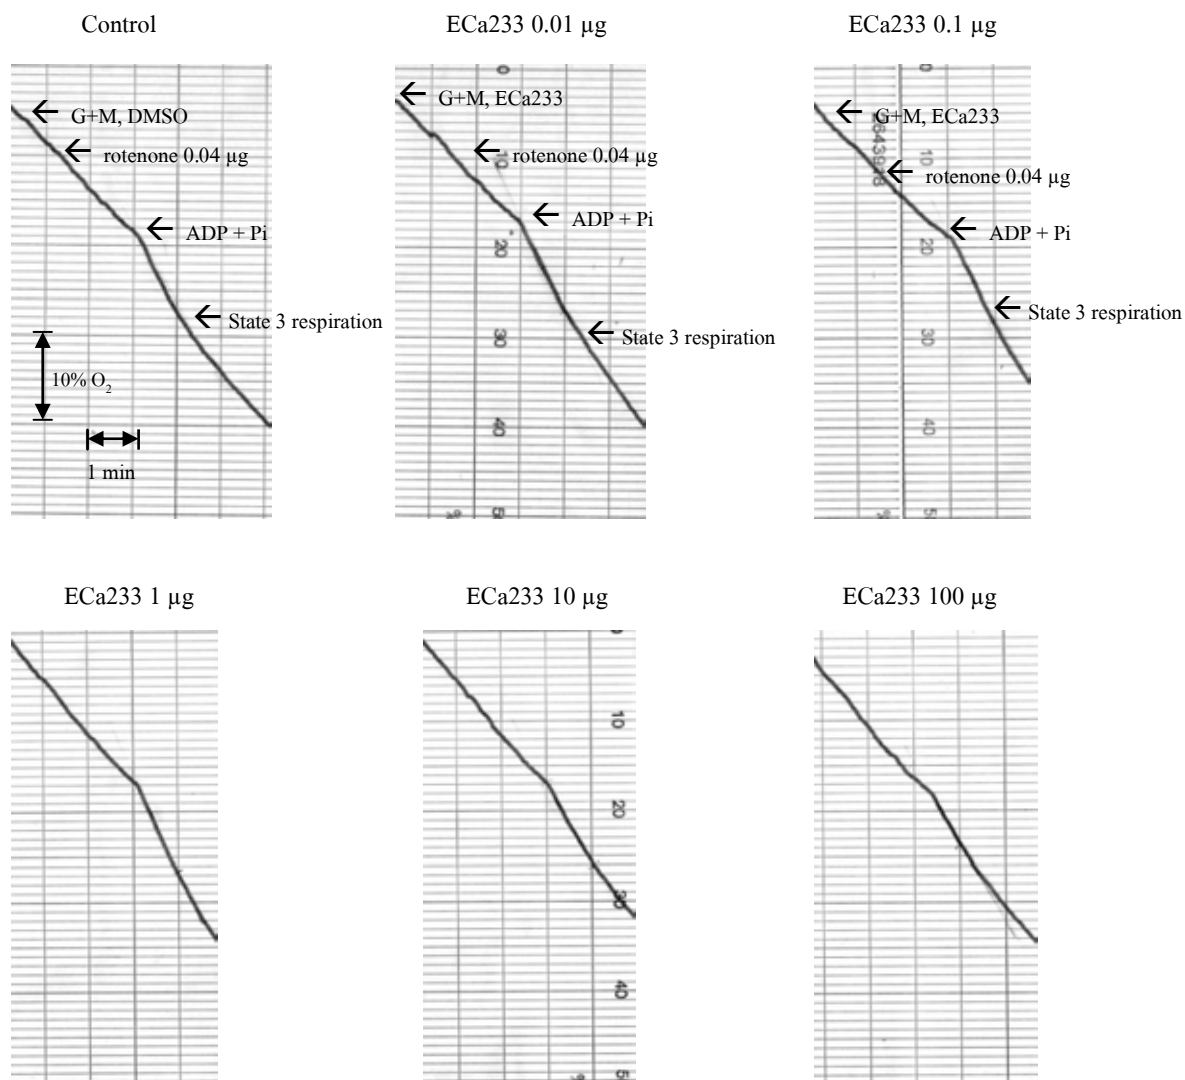 Control
ECa233 0.01 µg
ECa233 0.1 µg
G+M, DMSO
rotenone 0.04 µg
ADP + Pi
State 3 respiration
10% O₂
1 min
0
G+M, ECa233
10
rotenone 0.04 µg
ADP + Pi
20
State 3 respiration
30
40
0
G+M, ECa233
10
rotenone 0.04 µg
ADP + Pi
20
State 3 respiration
30
40
ECa233 1 µg
ECa233 10 µg
ECa233 100 µg
10
20
30
40